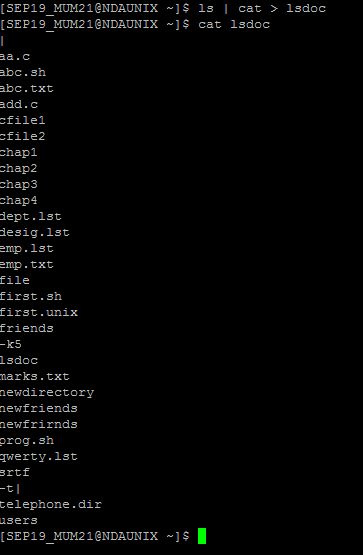 [SEP19_MUM21@NDAUNIX ~]$ ls | cat > lsdoc
[SEP19_MUM21@NDAUNIX ~]$ cat lsdoc
|
aa.c
abc.sh
abc.txt
add.c
cfile1
cfile2
chap1
chap2
chap3
chap4
dept.lst
desig.lst
emp.lst
emp.txt
file
first.sh
first.unix
friends
-k5
lsdoc
marks.txt
newdirectory
newfriends
newfrirnds
prog.sh
qwerty.lst
srtf
-t|
telephone.dir
users
[SEP19_MUM21@NDAUNIX ~]$